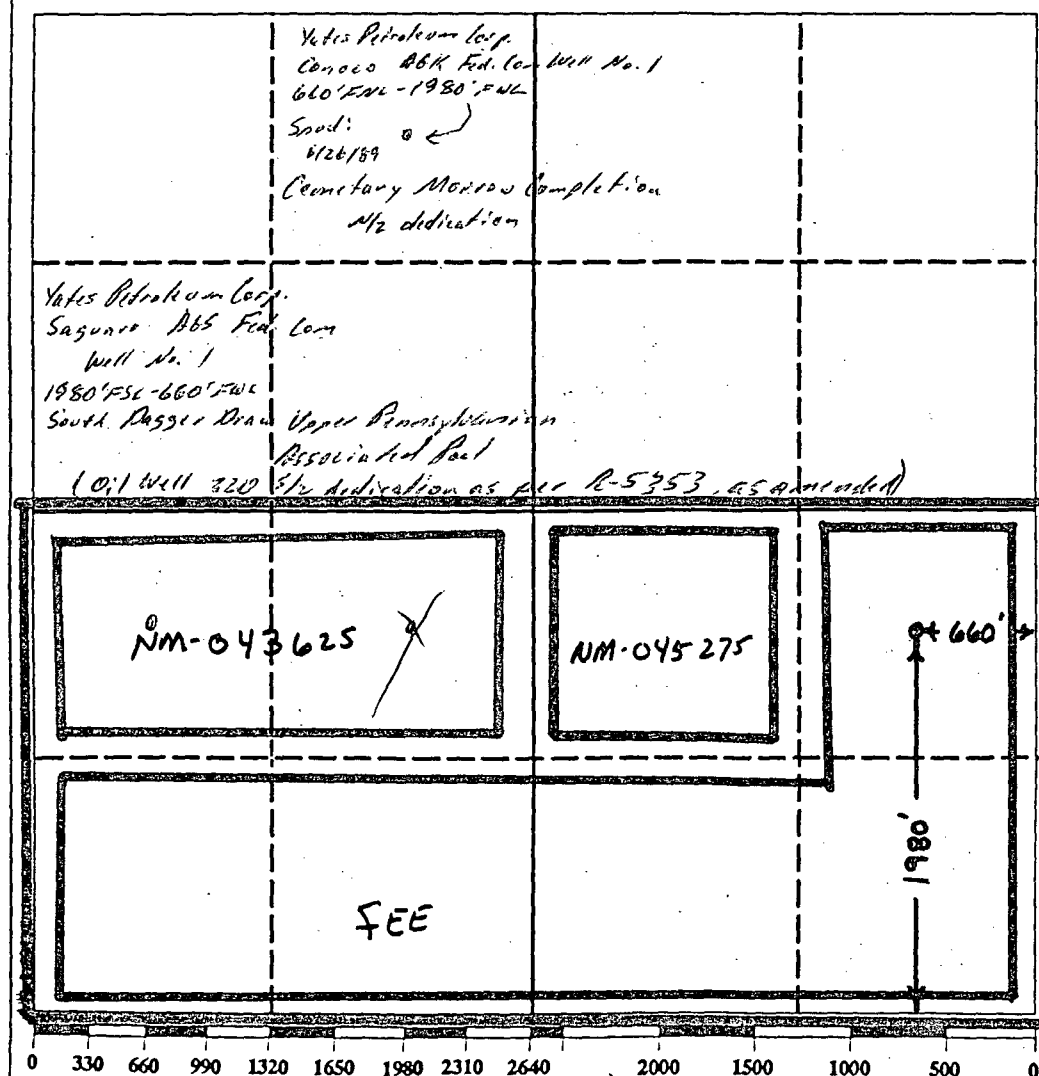 Yates Petroleum Corp.
Conoco AGK Fed. Com Well No. 1
660' FNL - 1980' FWL
Spud:
6/26/89
Cemetary Morrow Completion
N/2 dedication
Yates Petroleum Corp.
Saguaro AGS Fed. Com
Well No. 1
1980' FSL - 660' FWL
South Dagger Draw Upper Pennsylvanian
Associated Pool
(Oil Well 320 S/2 dedication as per R-5353, as amended)
NM-043625
NM-045275
660'
1980'
FEE
0 330 660 990 1320 1650 1980 2310 2640 2000 1500 1000 500 0